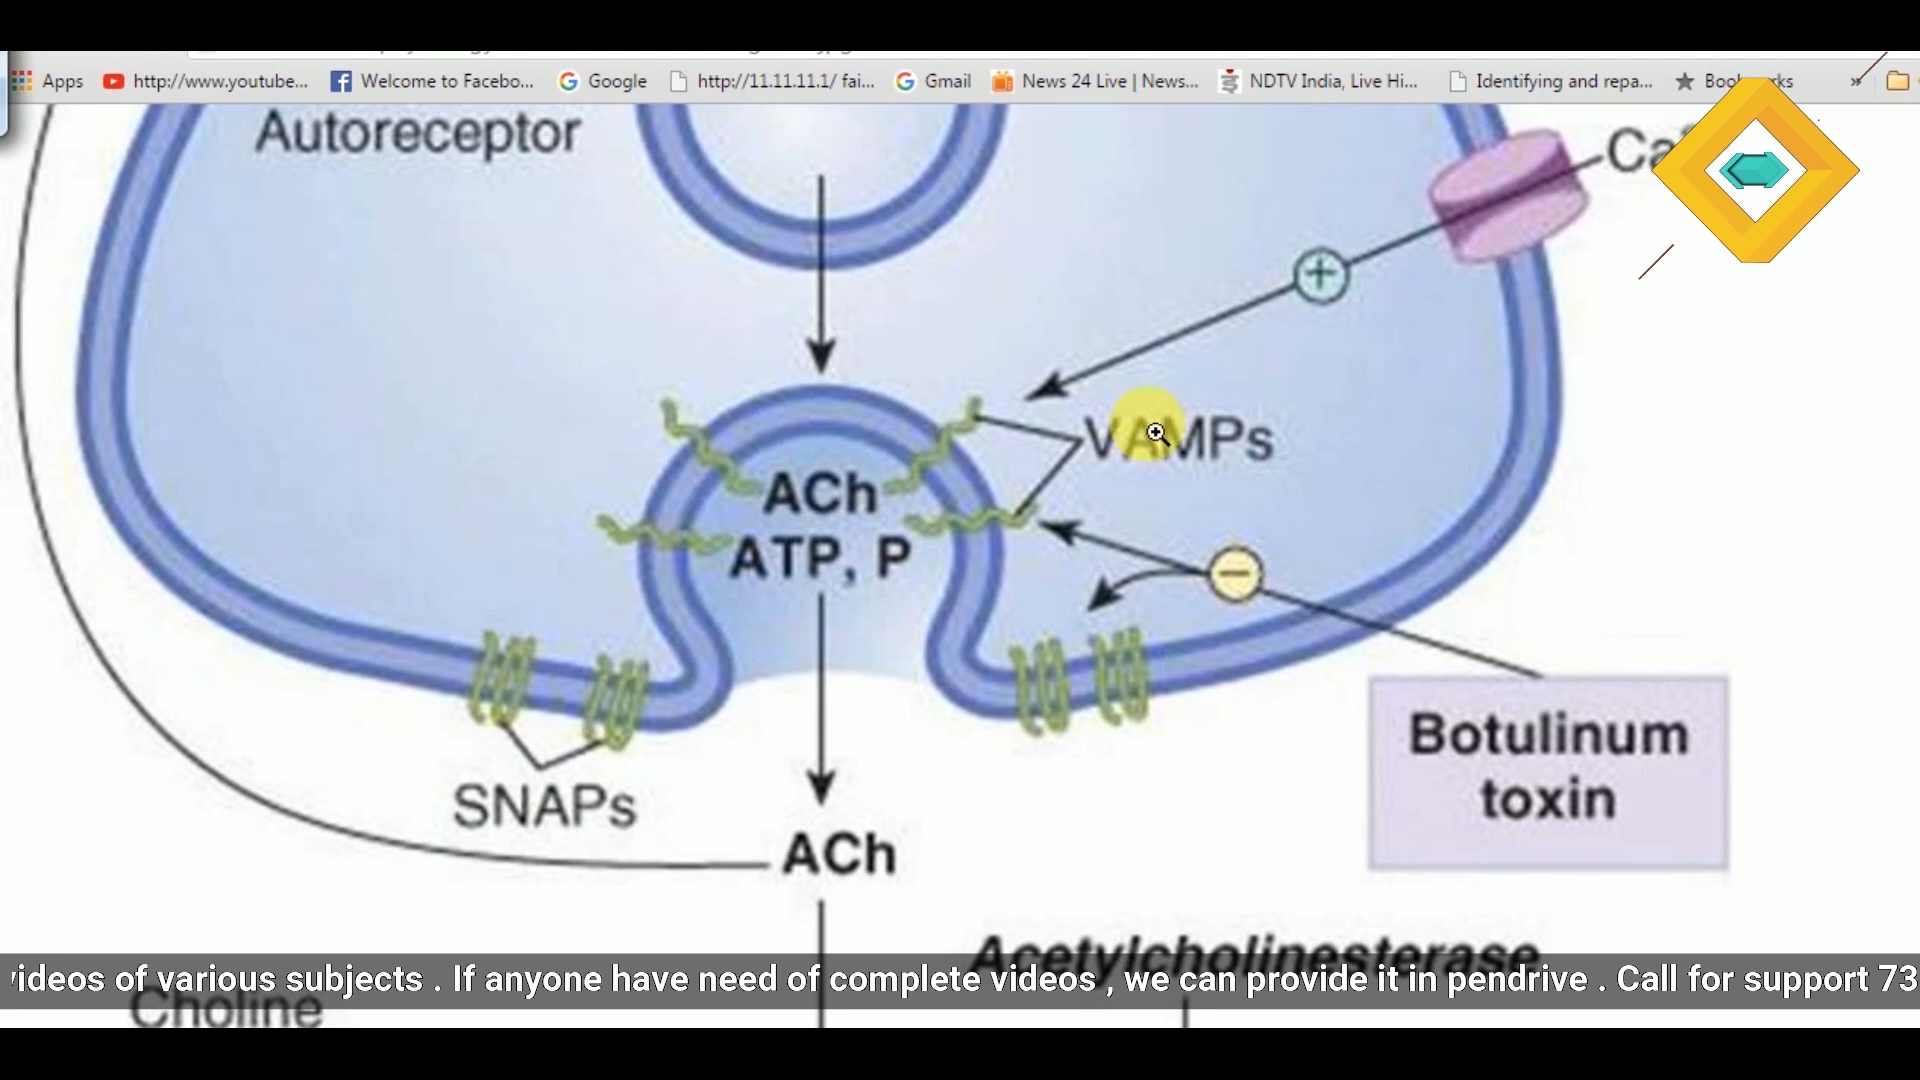 Apps http://www.youtube... Welcome to Facebo... Google http://11.11.11.1/ fai... Gmail News 24 Live | News... NDTV India, Live Hi... Identifying and repa... »
Autoreceptor
VAMPs
ACh
ATP, P
Botulinum
toxin
SNAPs
ACh
Acetylcholinesterase
videos of various subjects . If anyone have need of complete videos , we can provide it in pendrive . Call for support 73
Choline